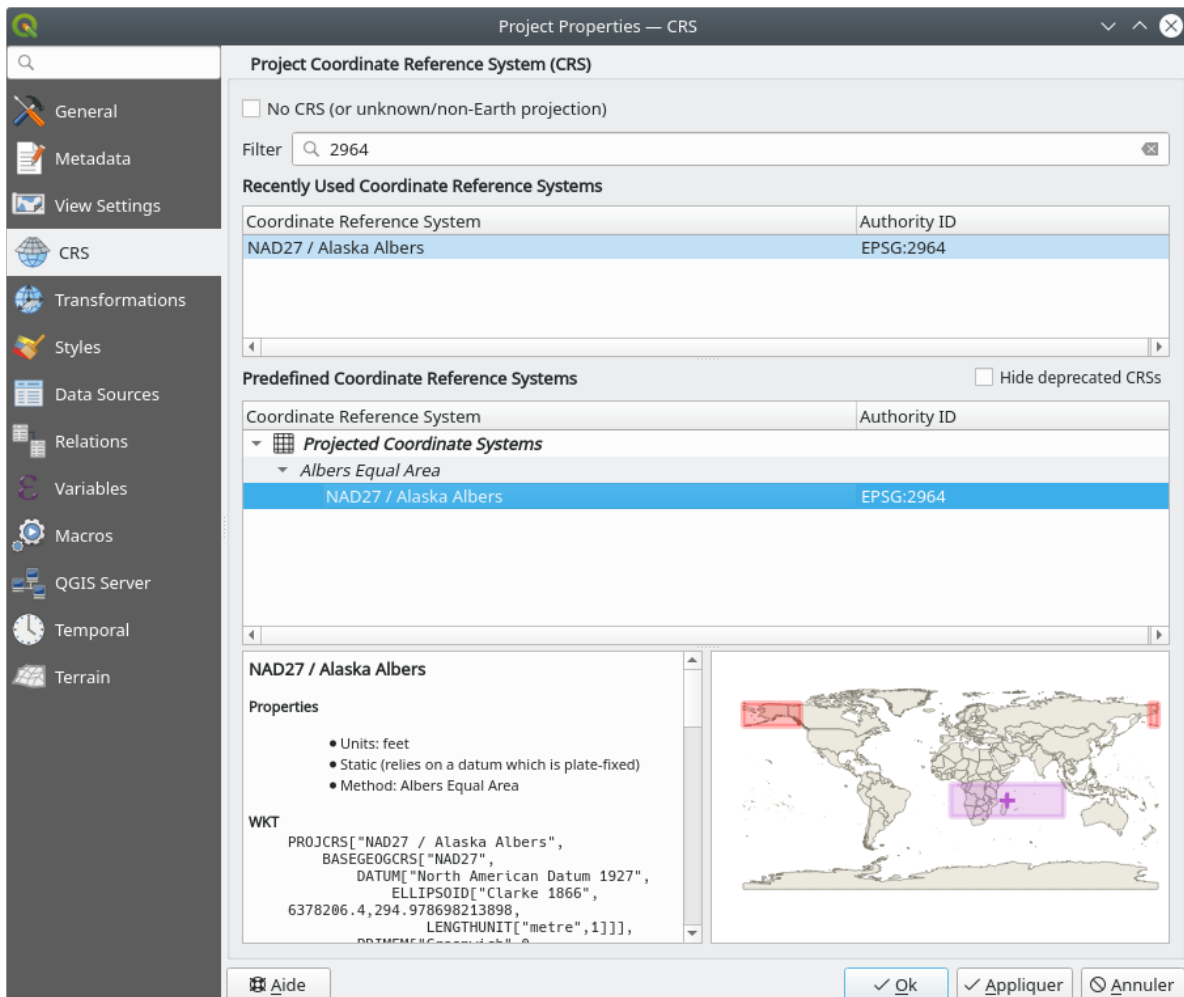 Project Properties — CRS
Project Coordinate Reference System (CRS)
General
Metadata
View Settings
CRS
Transformations
Styles
Data Sources
Relations
Variables
Macros
QGIS Server
Temporal
Terrain
No CRS (or unknown/non-Earth projection)
Filter 2964
Recently Used Coordinate Reference Systems
Coordinate Reference System Authority ID
NAD27 / Alaska Albers EPSG:2964
Predefined Coordinate Reference Systems Hide deprecated CRSs
Coordinate Reference System Authority ID
Projected Coordinate Systems
Albers Equal Area
NAD27 / Alaska Albers EPSG:2964
NAD27 / Alaska Albers
Properties
• Units: feet
• Static (relies on a datum which is plate-fixed)
• Method: Albers Equal Area
WKT
PROJCRS["NAD27 / Alaska Albers",
BASEGEOGCRS["NAD27",
DATUM["North American Datum 1927",
ELLIPSOID["Clarke 1866",
6378206.4,294.978698213898,
LENGTHUNIT["metre",1]]],
PRIMEM["Greenwich",0,
Aide
Ok Appliquer Annuler